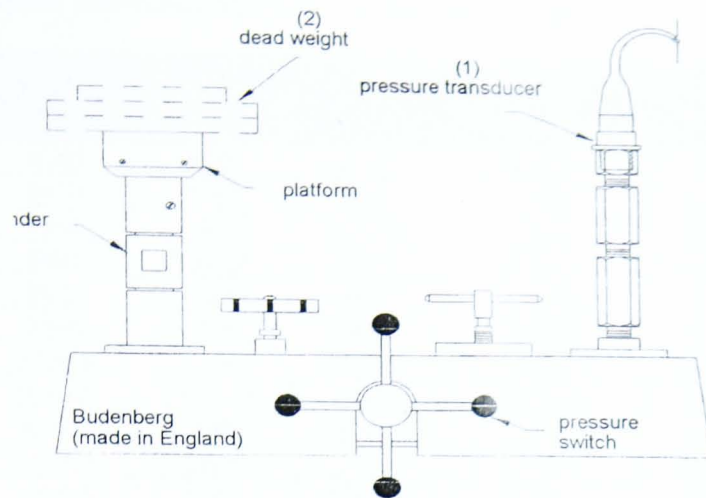 (2)
dead weight
(1)
pressure transducer
platform
nder
Budenberg
(made in England)
pressure
switch